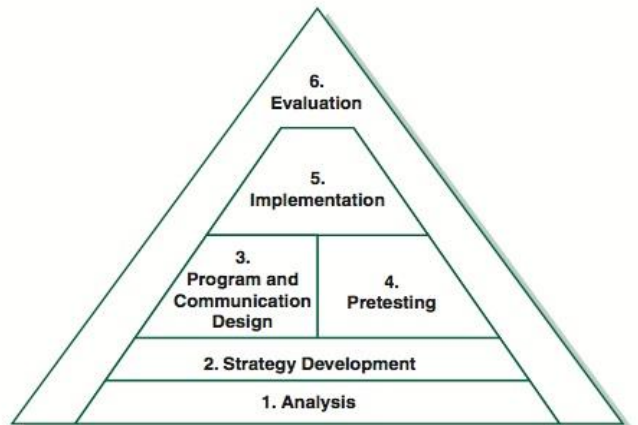 6.
Evaluation
5.
Implementation
3.
Program and
Communication
Design
4.
Pretesting
2. Strategy Development
1. Analysis